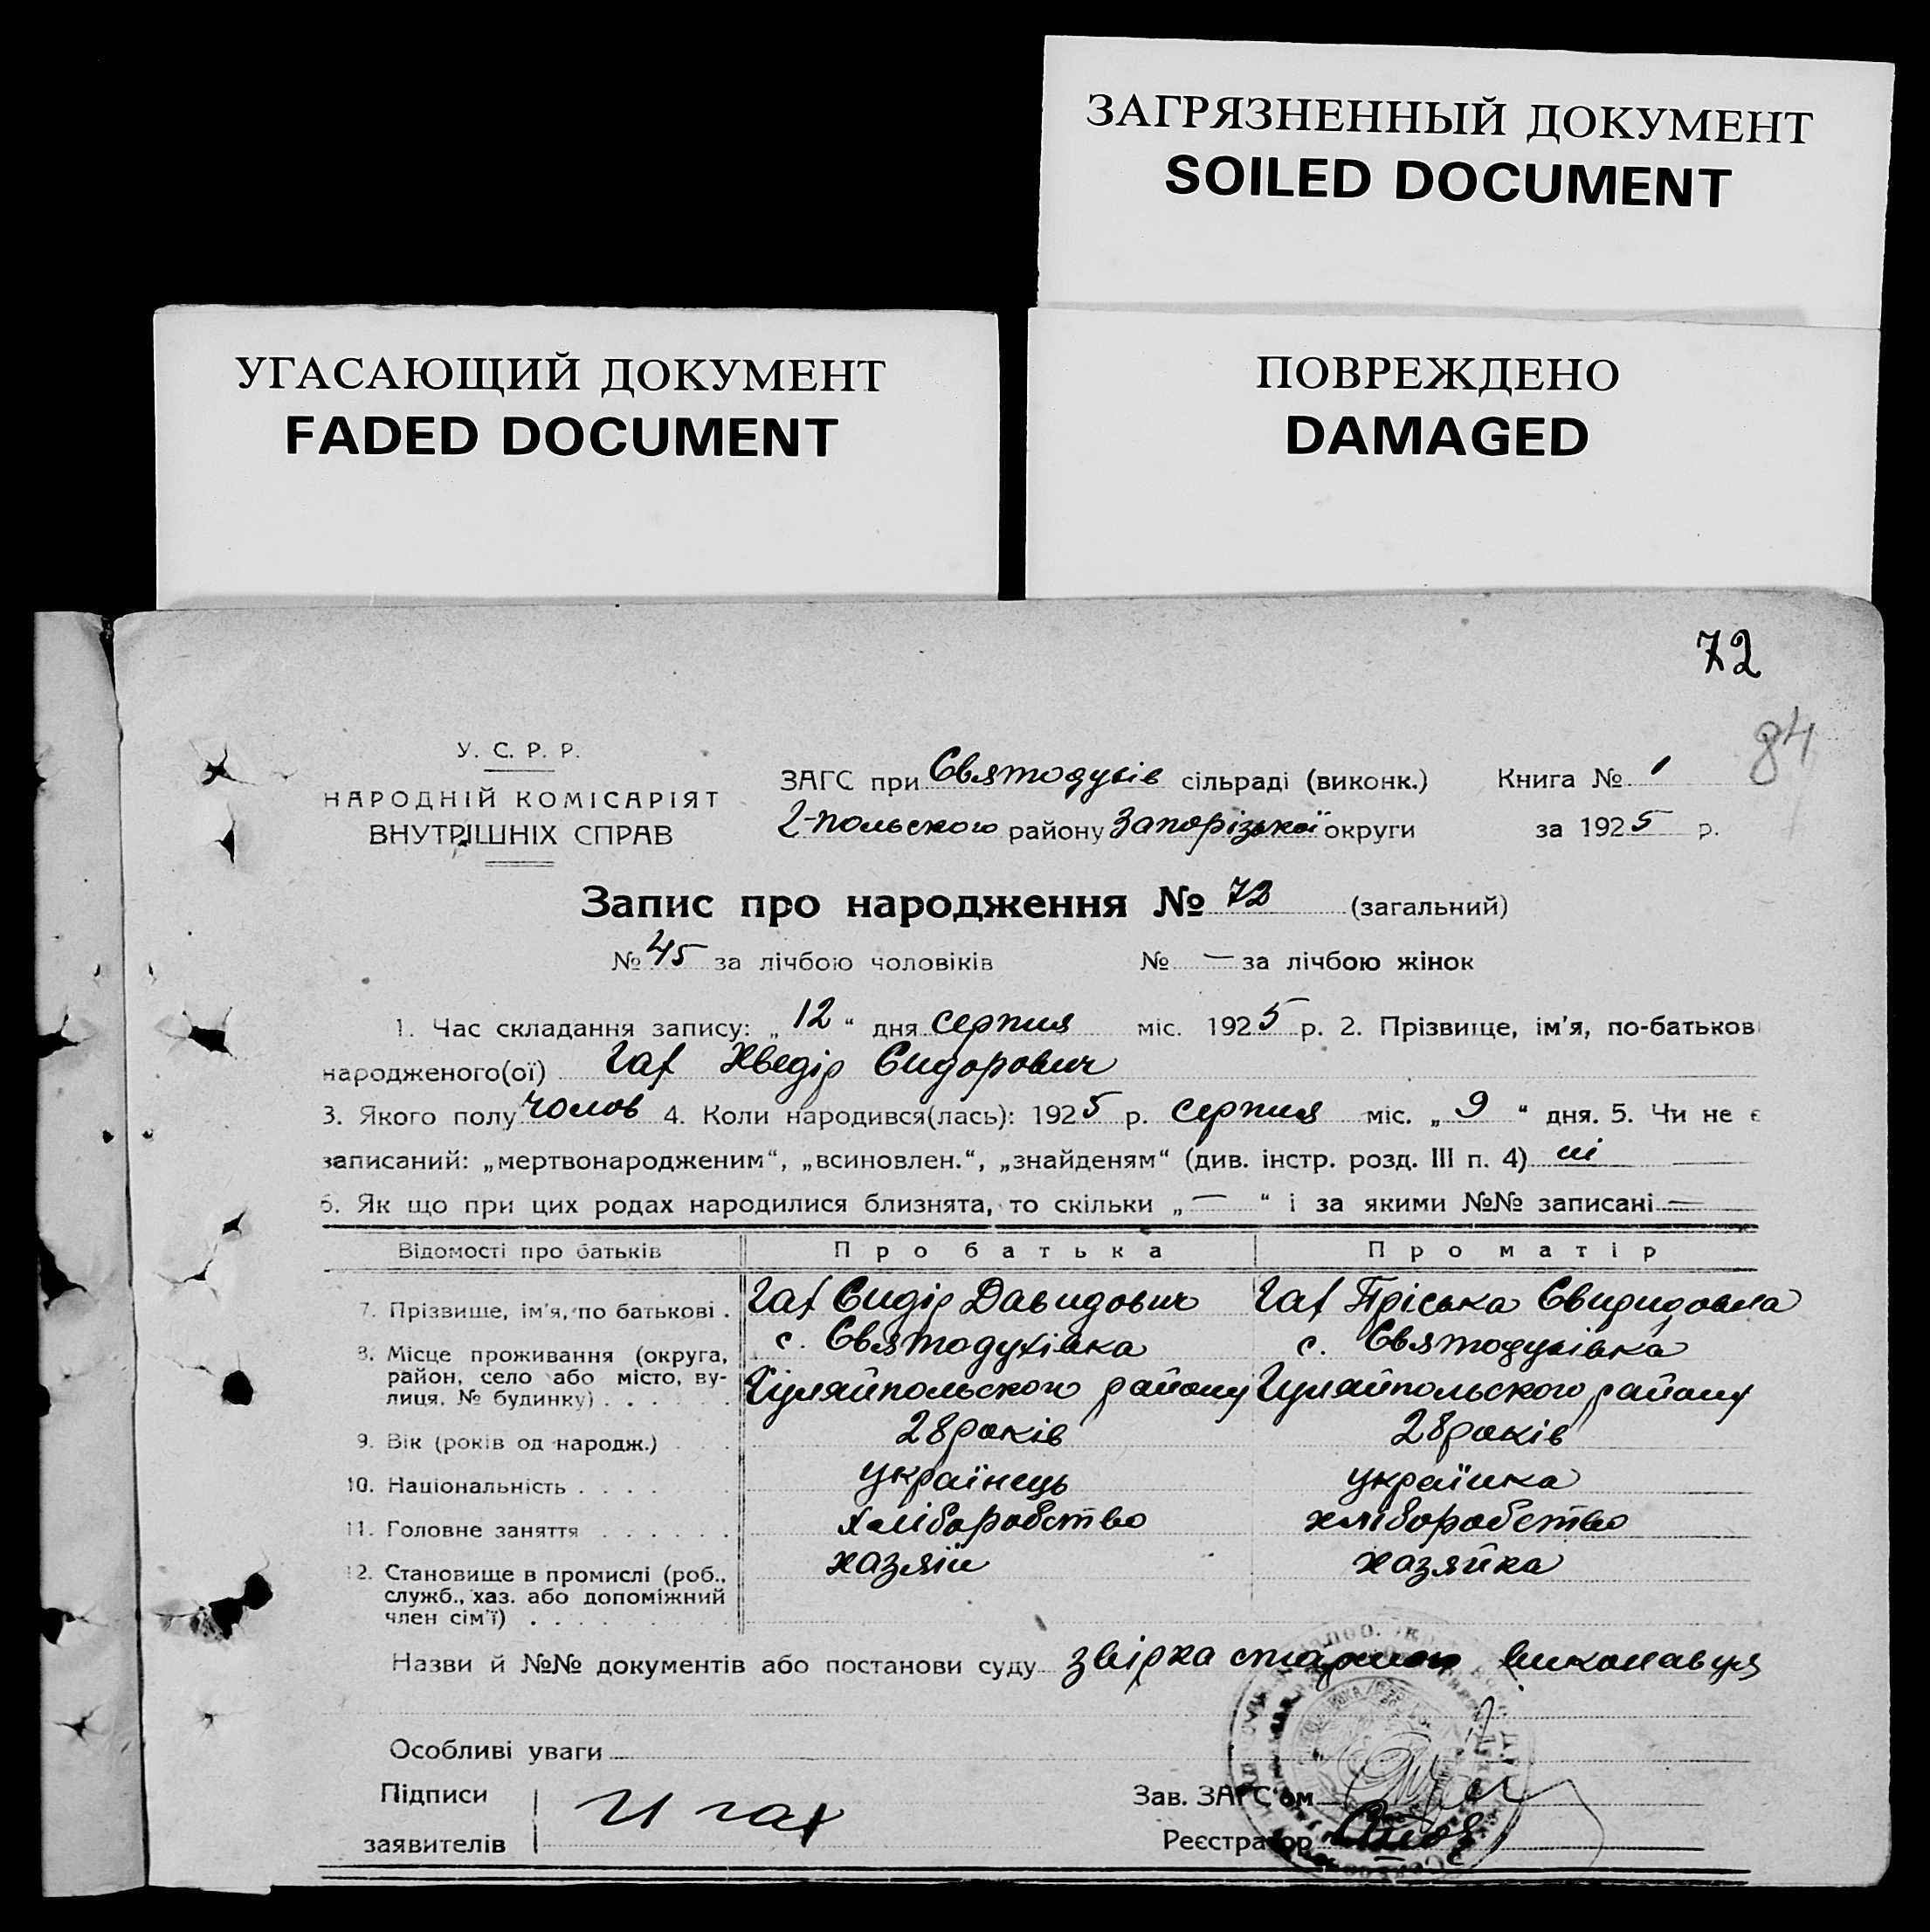 ЗАГРЯЗНЕННЫЙ ДОКУМЕНТ
SOILED DOCUMENT
УГАСАЮЩИЙ ДОКУМЕНТ
FADED DOCUMENT
ПОВРЕЖДЕНО
DAMAGED
72
84
У. С. Р. Р.
НАРОДНІЙ КОМІСАРІЯТ
ВНУТРІШНІХ СПРАВ
ЗАГС при Святодухів сільраді (виконк.) Книга № 1
Г-польского району Запорізької округи за 1925 р.
Запис про народження № 72 (загальний)
№ 45 за лічбою чоловіків № — за лічбою жінок
1. Час складання запису: „12“ дня серпня міс. 1925 р. 2. Прізвище, ім’я, по-батьков
народженого(ої) Гах Хведір Сидорович
3. Якого полу чолов 4. Коли народився(лась): 1925 р. серпня міс. „9“ дня. 5. Чи не є
записаний: „мертвонародженим“, „всиновлен.“, „знайденям“ (див. інстр. розд. III п. 4) ні
6. Як що при цих родах народилися близнята, то скільки „—“ і за якими №№ записані —
Відомості про батьків Про батька Про матір
7. Прізвище, ім’я, по батькові . Гах Сидір Давидович Гах Пріська Свиридовна
8. Місце проживання (округа, район, село або місто, вулиця, № будинку) . . . . с. Святодухівка Гуляйпольского району с. Святодухівка Гуляйпольского району
9. Вік (років од народж.) 28 років 28 років
10. Національність . . . . українець українка
11. Головне заняття . . . . . . хліборобство хліборобство
12. Становище в промислі (роб., служб., хаз. або допоміжний член сім’ї) . . . . хазяїн хазяйка
Назви й №№ документів або постанови суду звірка виконавця
Особливі уваги
Підписи
заявителів И гах
Зав. ЗАГС’ом
Реєстратор